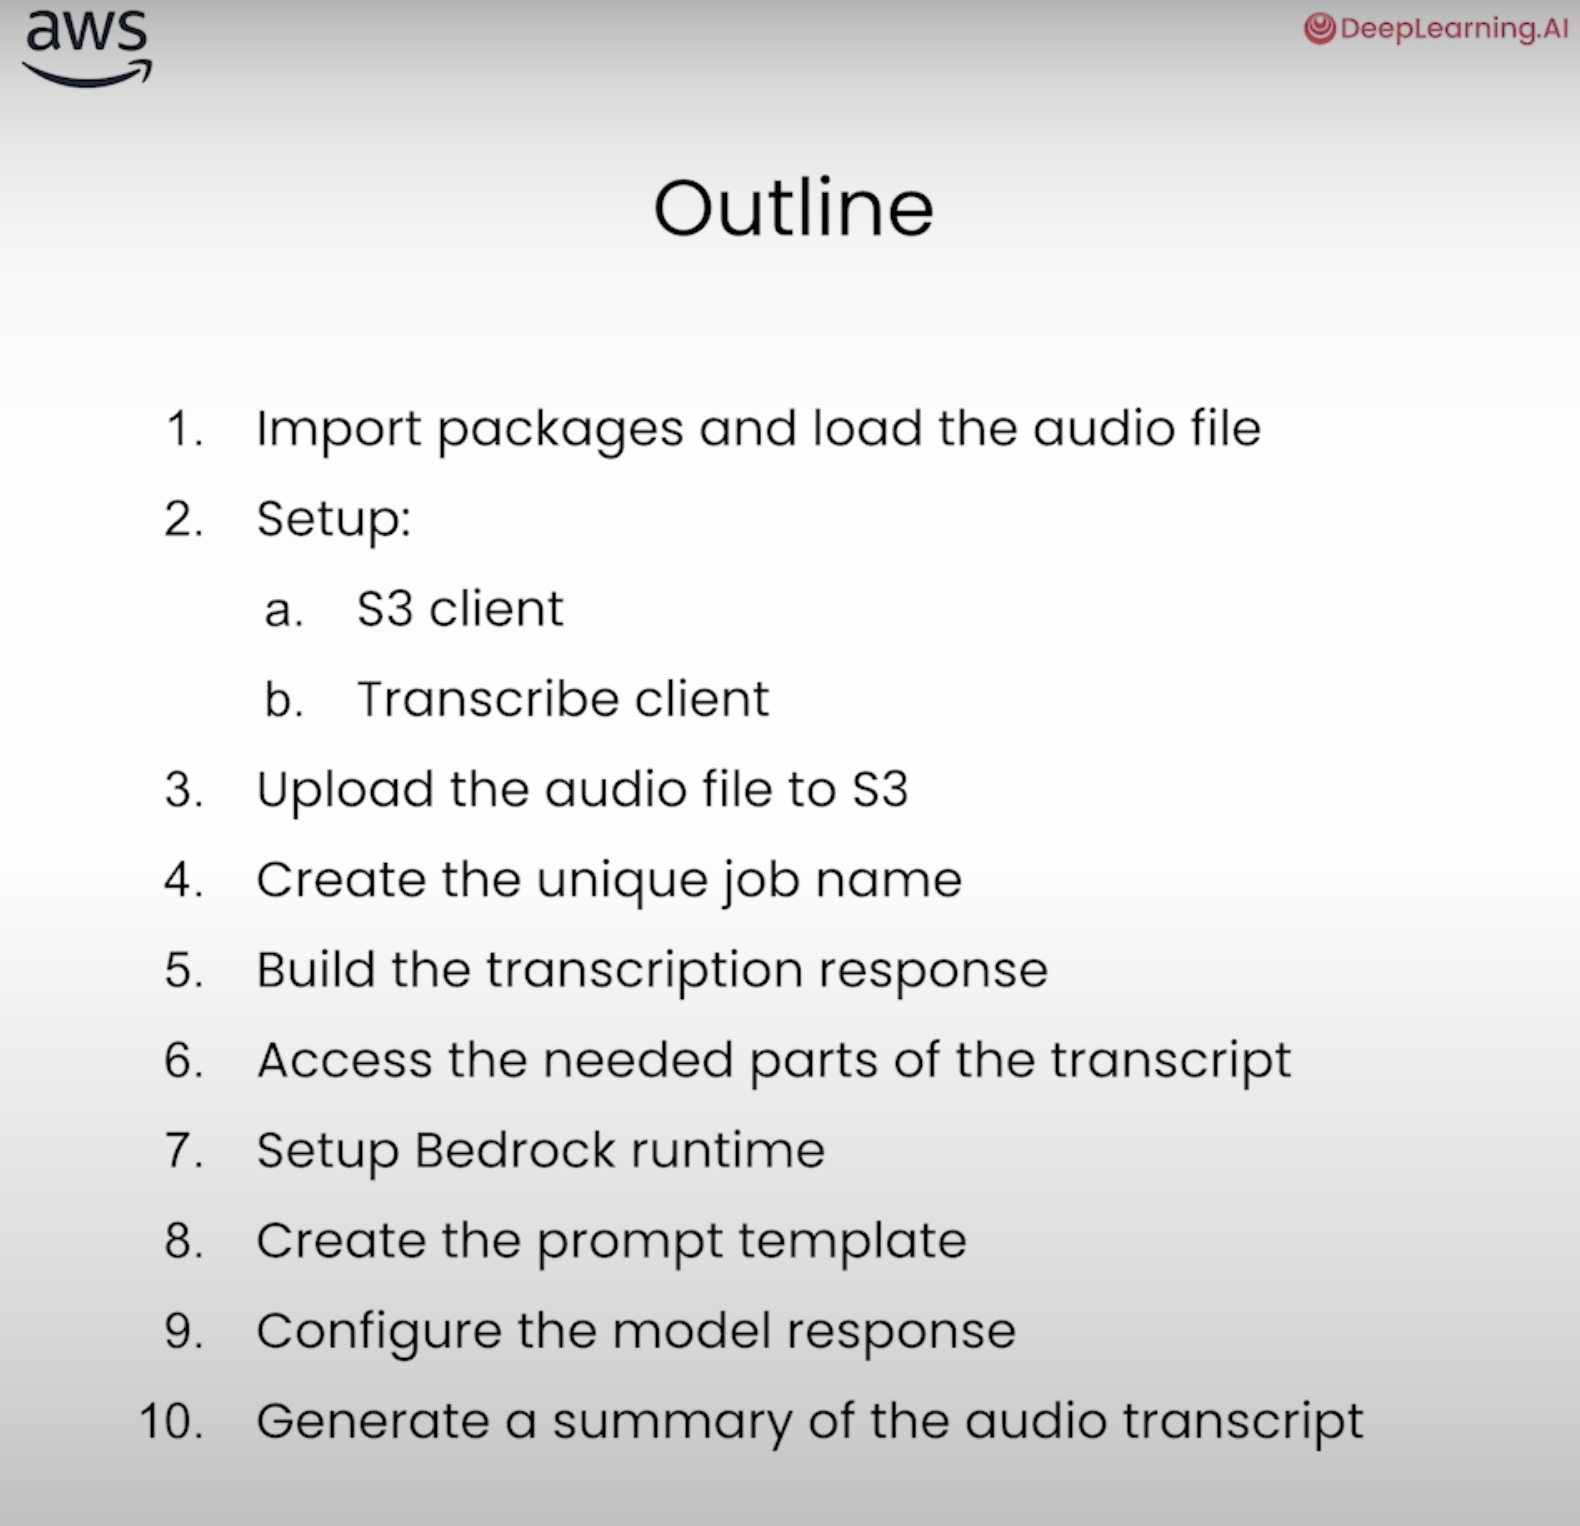 aws
DeepLearning.AI
Outline
1. Import packages and load the audio file
2. Setup:
a. S3 client
b. Transcribe client
3. Upload the audio file to S3
4. Create the unique job name
5. Build the transcription response
6. Access the needed parts of the transcript
7. Setup Bedrock runtime
8. Create the prompt template
9. Configure the model response
10. Generate a summary of the audio transcript